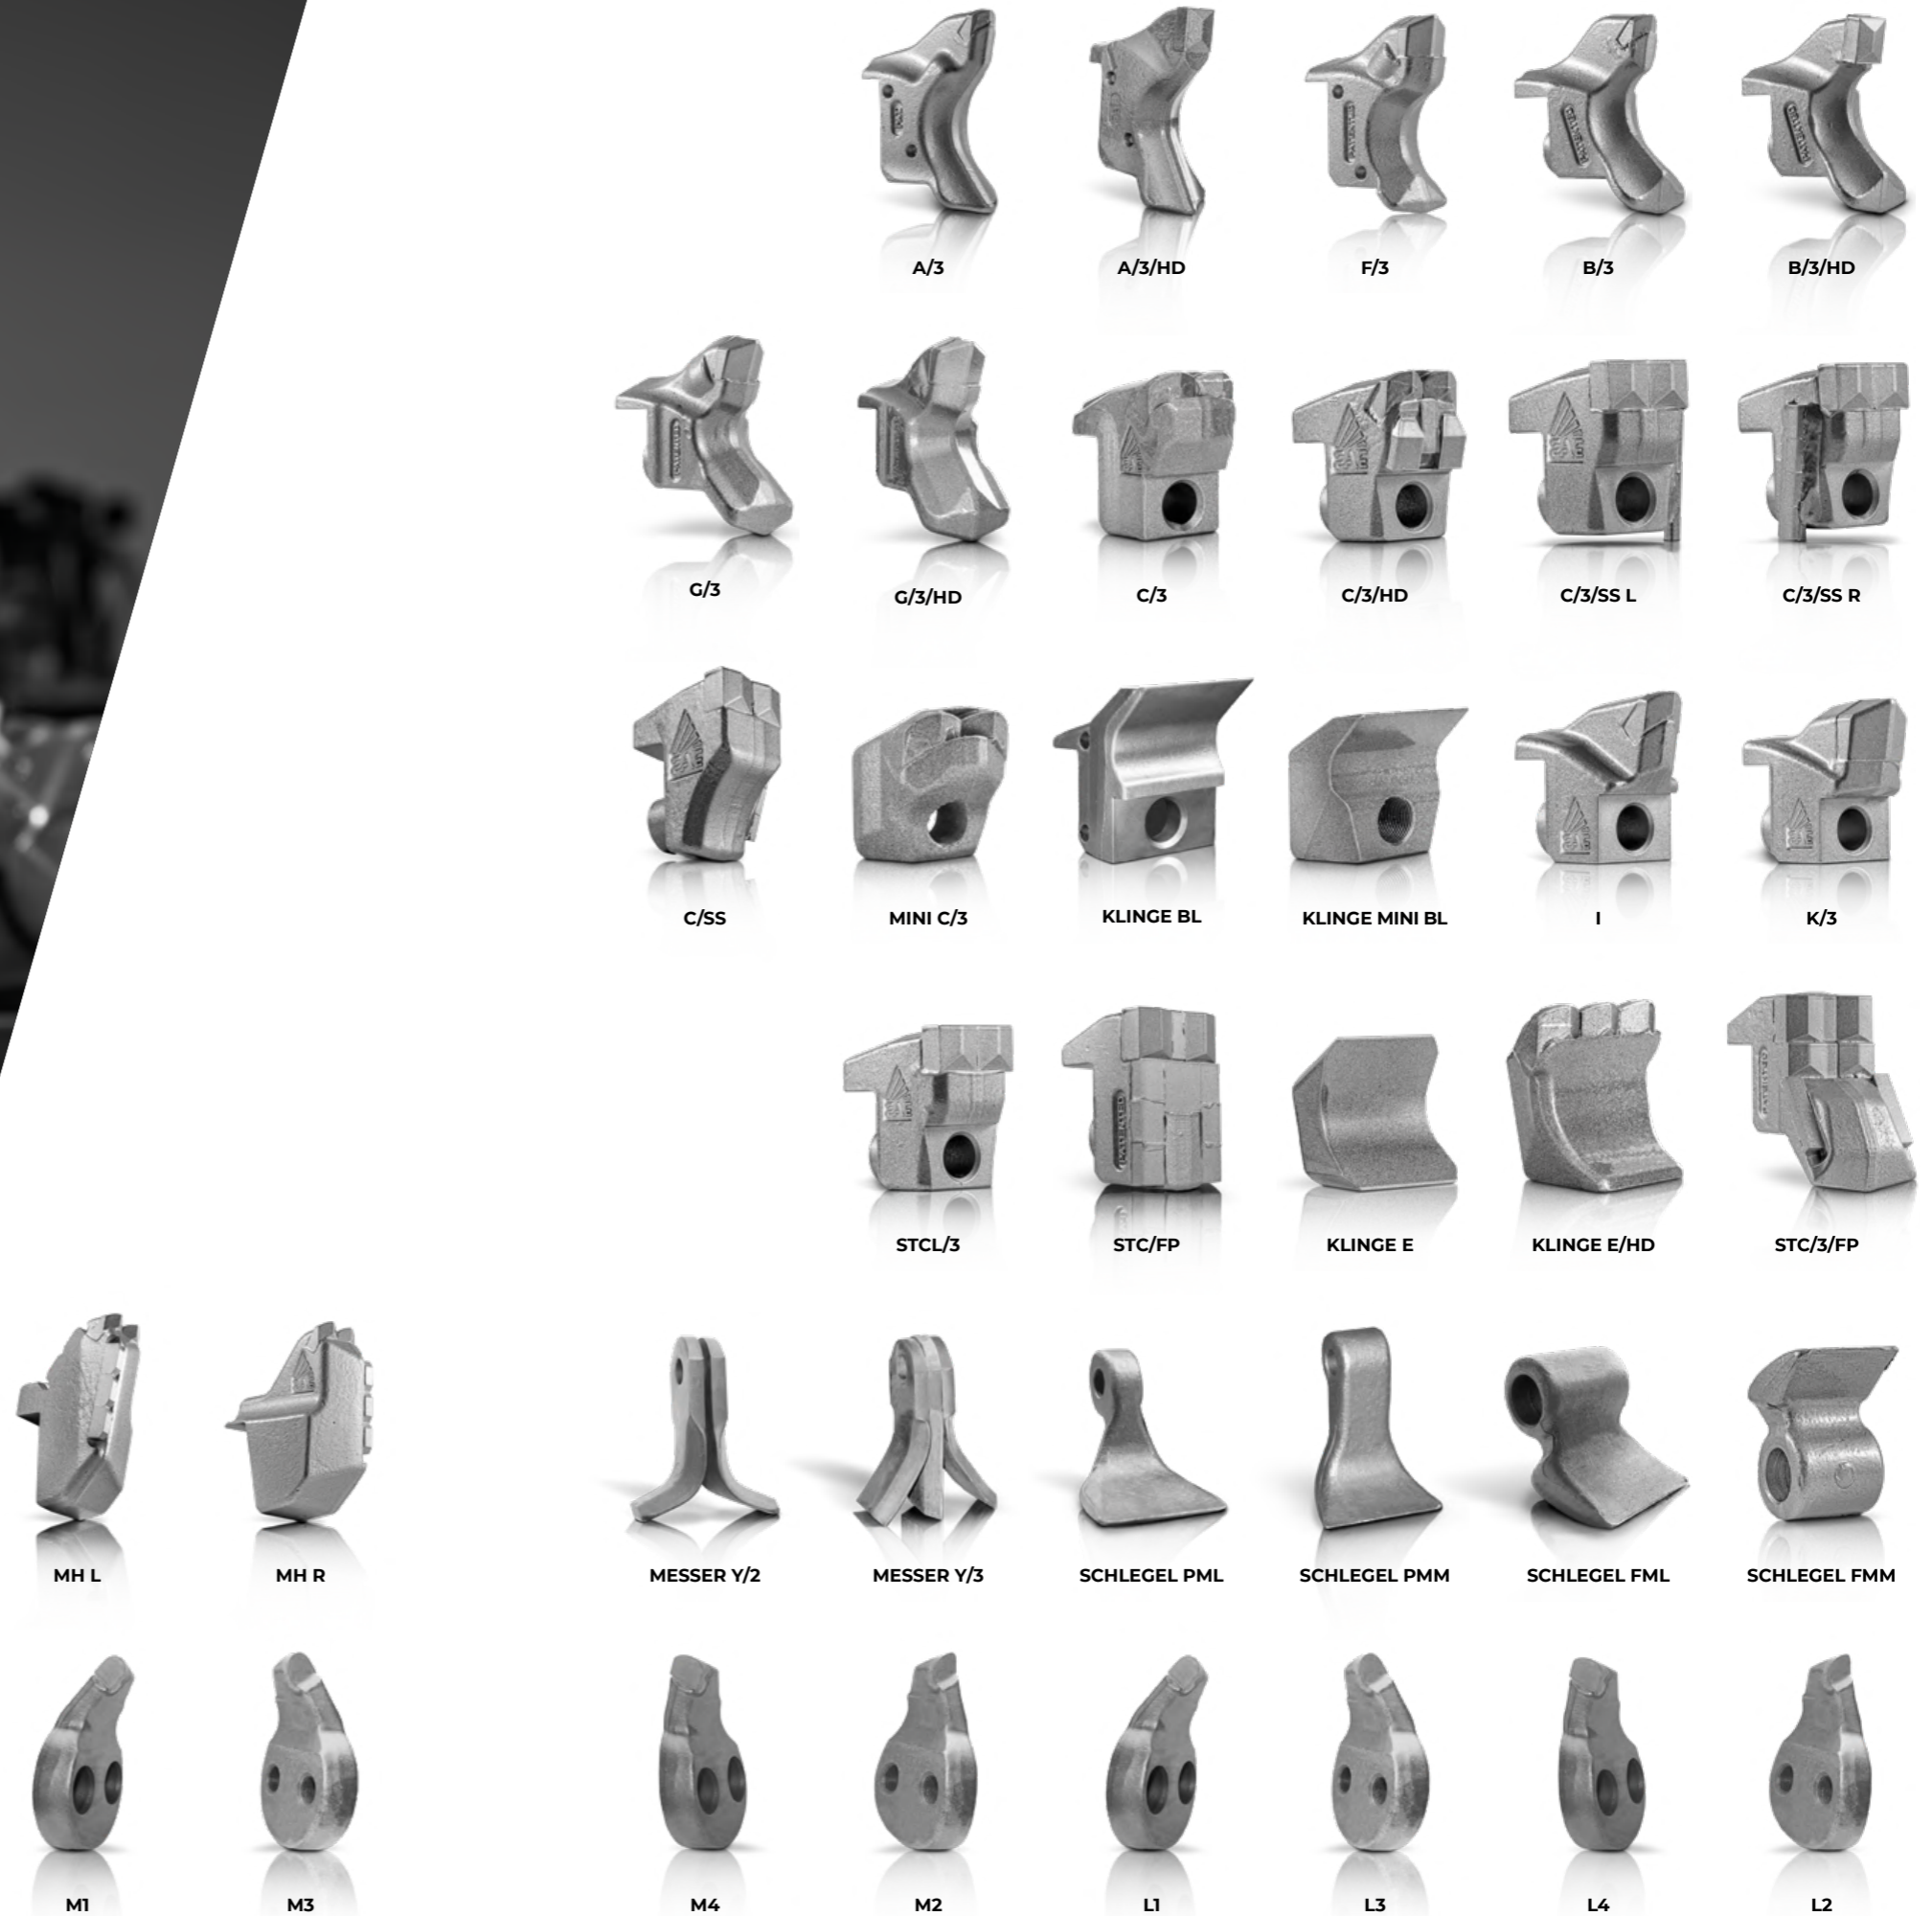 A/3
A/3/HD
F/3
B/3
B/3/HD
G/3
G/3/HD
C/3
C/3/HD
C/3/SS L
C/3/SS R
C/SS
MINI C/3
KLINGE BL
KLINGE MINI BL
I
K/3
STCL/3
STC/FP
KLINGE E
KLINGE E/HD
STC/3/FP
MH L
MH R
MESSER Y/2
MESSER Y/3
SCHLEGEL PML
SCHLEGEL PMM
SCHLEGEL FML
SCHLEGEL FMM
M1
M3
M4
M2
L1
L3
L4
L2